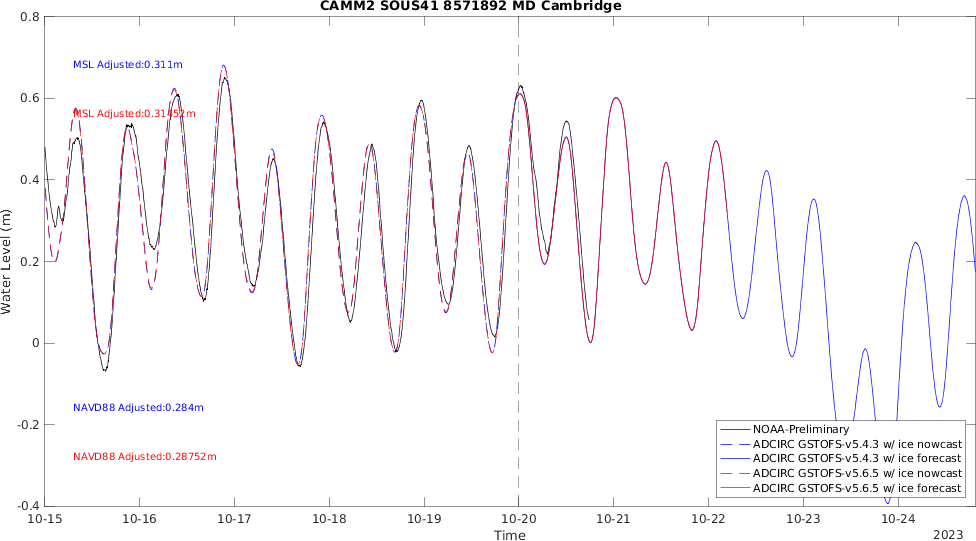 CAMM2 SOUS41 8571892 MD Cambridge
0.8
0.6
0.4
0.2
0
-0.2
-0.4
Water Level (m)
MSL Adjusted:0.311m
MSL Adjusted:0.31452m
NAVD88 Adjusted:0.284m
NAVD88 Adjusted:0.28752m
NOAA-Preliminary
ADCIRC GSTOFS-v5.4.3 w/ ice nowcast
ADCIRC GSTOFS-v5.4.3 w/ ice forecast
ADCIRC GSTOFS-v5.6.5 w/ ice nowcast
ADCIRC GSTOFS-v5.6.5 w/ ice forecast
10-15 10-16 10-17 10-18 10-19 10-20 10-21 10-22 10-23 10-24
Time
2023